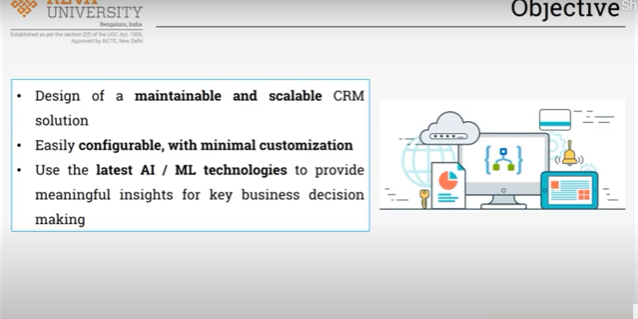 REVA
UNIVERSITY
Bengaluru, India
Established as per the section 2(f) of the UGC Act, 1956,
Approved by AICTE, New Delhi
Objective
Sh
• Design of a maintainable and scalable CRM
solution
• Easily configurable, with minimal customization
• Use the latest AI / ML technologies to provide
meaningful insights for key business decision
making